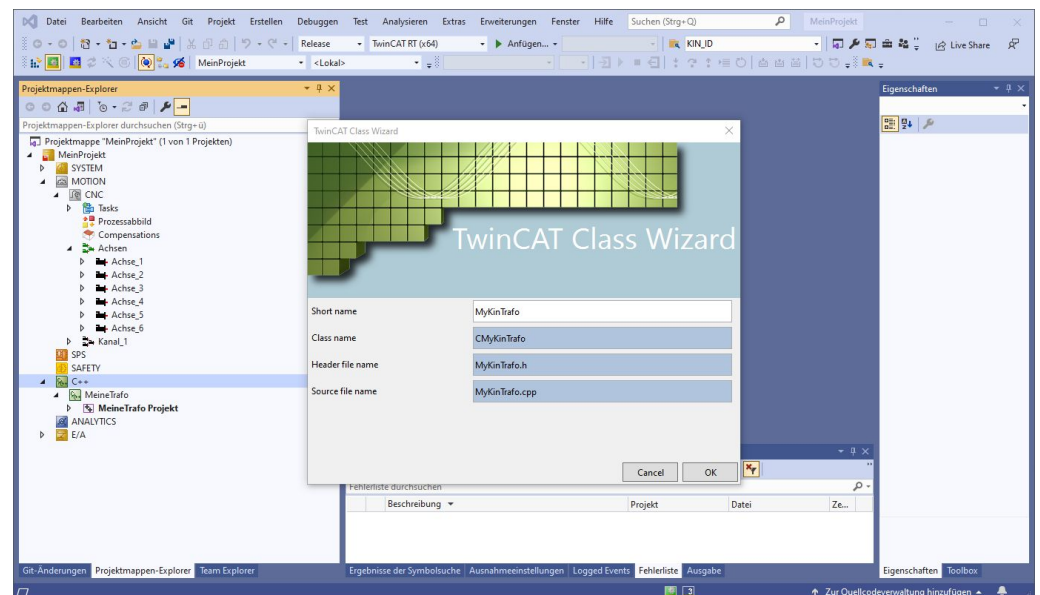 Datei Bearbeiten Ansicht Git Projekt Erstellen Debuggen Test Analysieren Extras Erweiterungen Fenster Hilfe Suchen (Strg+Q) MeinProjekt
Release TwinCAT RT (x64) Anfügen... KIN_ID Live Share
MeinProjekt <Lokal>
Projektmappen-Explorer
Projektmappen-Explorer durchsuchen (Strg+ü)
Projektmappe "MeinProjekt" (1 von 1 Projekten)
MeinProjekt
SYSTEM
MOTION
CNC
Tasks
Prozessabbild
Compensations
Achsen
Achse_1
Achse_2
Achse_3
Achse_4
Achse_5
Achse_6
Kanal_1
SPS
SAFETY
C++
MeineTrafo
MeineTrafo Projekt
ANALYTICS
E/A
TwinCAT Class Wizard
TwinCAT Class Wizard
Short name MyKinTrafo
Class name CMyKinTrafo
Header file name MyKinTrafo.h
Source file name MyKinTrafo.cpp
Cancel OK
Fehlerliste durchsuchen
Beschreibung Projekt Datei Ze...
Eigenschaften
Git-Änderungen Projektmappen-Explorer Team Explorer
Ergebnisse der Symbolsuche Ausnahmeeinstellungen Logged Events Fehlerliste Ausgabe
Eigenschaften Toolbox
3 Zur Quellcodeverwaltung hinzufügen